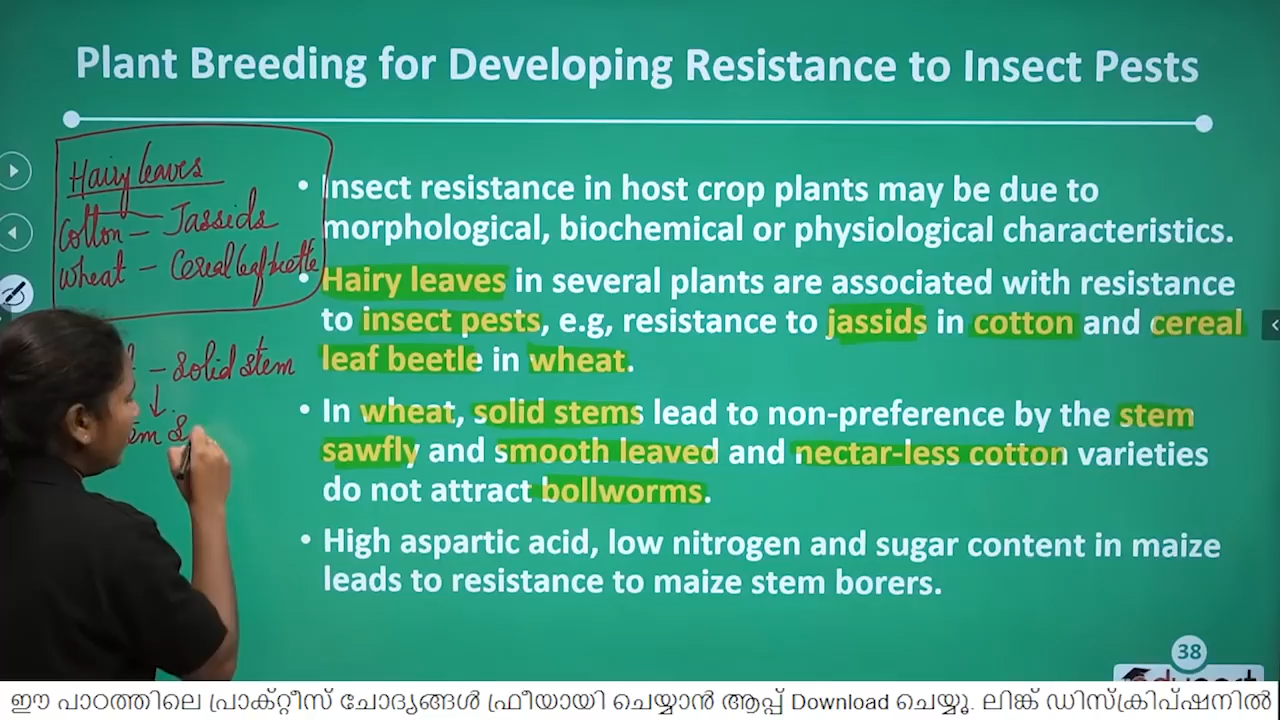 Plant Breeding for Developing Resistance to Insect Pests
Hairy leaves
Cotton — Jassids
Wheat — Cereal leaf beetle
– Solid stem
• Insect resistance in host crop plants may be due to
morphological, biochemical or physiological characteristics.
• Hairy leaves in several plants are associated with resistance
to insect pests, e.g, resistance to jassids in cotton and cereal
leaf beetle in wheat.
• In wheat, solid stems lead to non-preference by the stem
sawfly and smooth leaved and nectar-less cotton varieties
do not attract bollworms.
• High aspartic acid, low nitrogen and sugar content in maize
leads to resistance to maize stem borers.
38
ഈ പാഠത്തിലെ പ്രാക്റ്റീസ് ചോദ്യങ്ങൾ ഫ്രീയായി ചെയ്യാൻ ആപ്പ് Download ചെയ്യൂ. ലിങ്ക് ഡിസ്ക്രിപ്ഷനിൽ